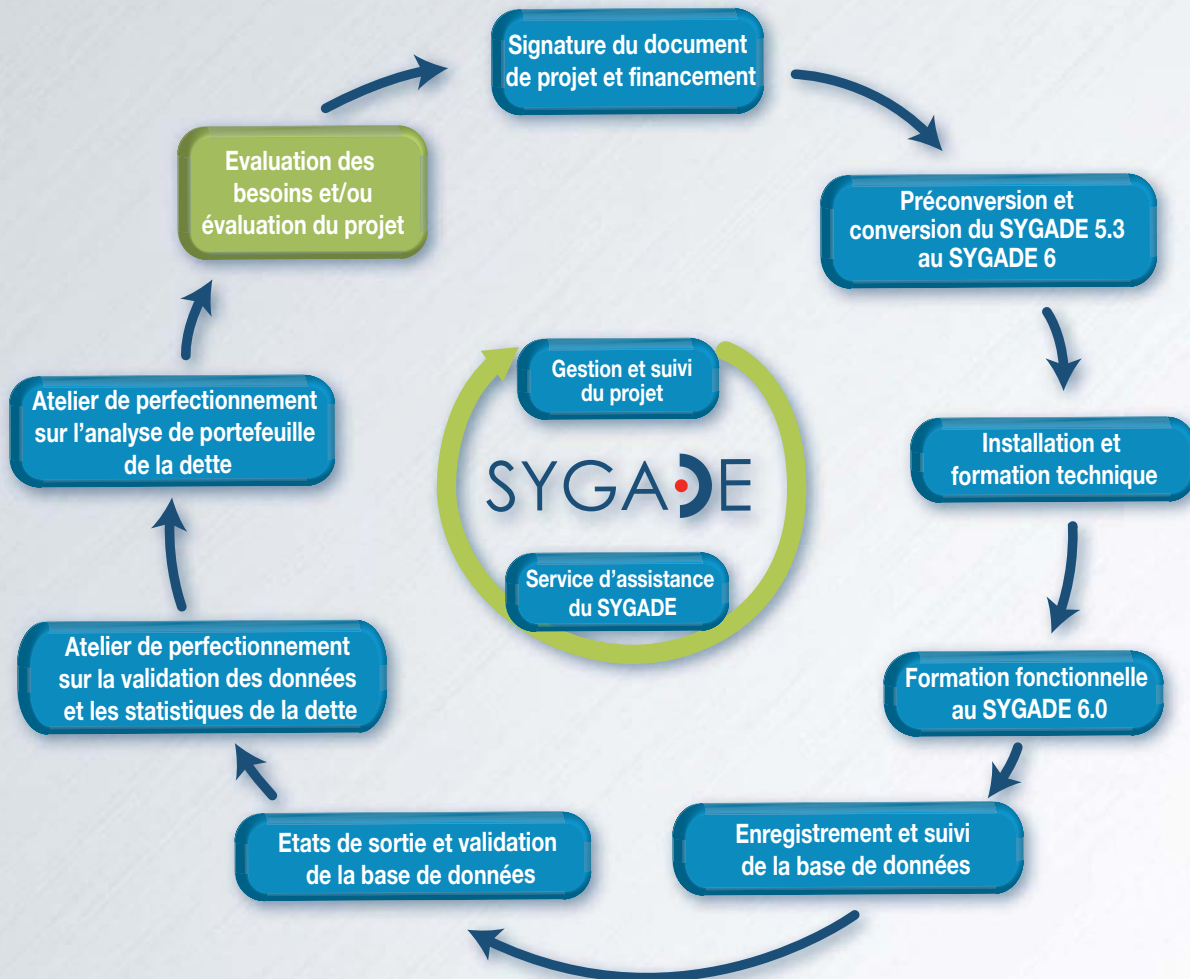 Signature du document
de projet et financement
Préconversion et
conversion du SYGADE 5.3
au SYGADE 6
Installation et
formation technique
Formation fonctionnelle
au SYGADE 6.0
Enregistrement et suivi
de la base de données
Etats de sortie et validation
de la base de données
Atelier de perfectionnement
sur la validation des données
et les statistiques de la dette
Atelier de perfectionnement
sur l'analyse de portefeuille
de la dette
Evaluation des
besoins et/ou
évaluation du projet
Gestion et suivi
du projet
SYGADE
Service d'assistance
du SYGADE